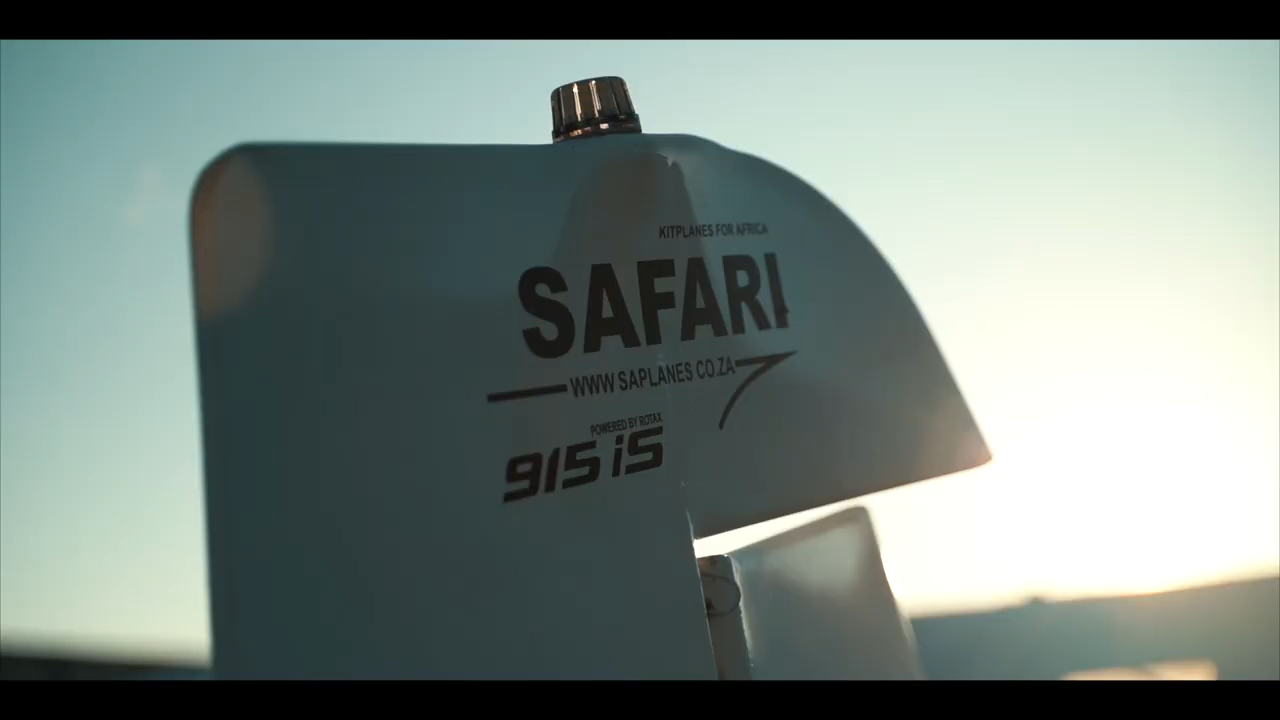 KITPLANES FOR AFRICA
SAFARI
WWW SAPLANES CO.ZA
POWERED BY ROTAX
915 iS